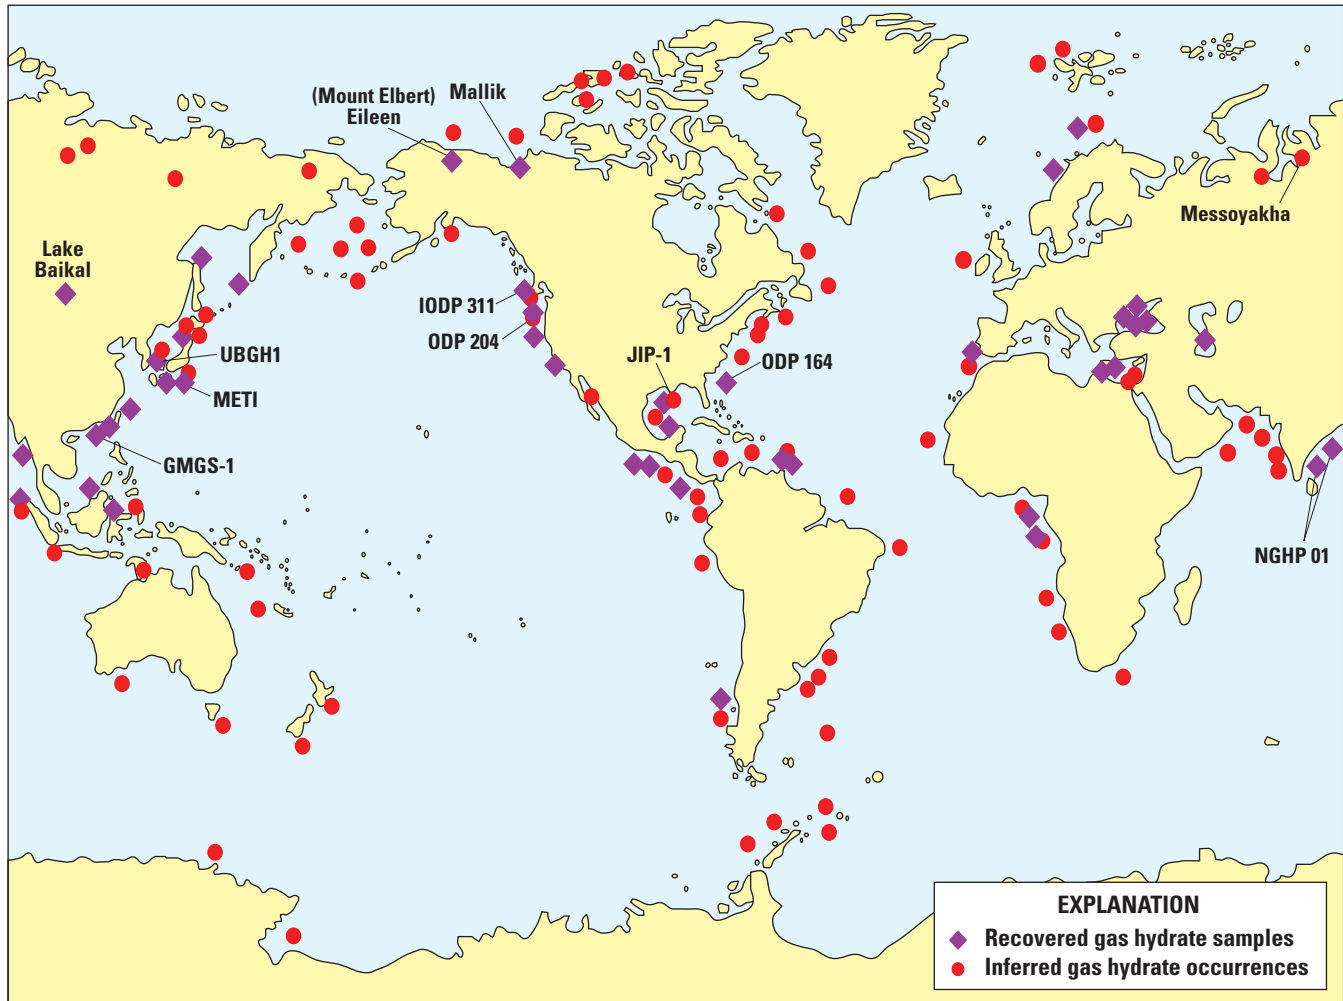 (Mount Elbert)
Eileen
Mallik
Messoyakha
Lake
Baikal
IODP 311
ODP 204
UBGH1
JIP-1
ODP 164
METI
GMGS-1
NGHP 01
EXPLANATION
Recovered gas hydrate samples
Inferred gas hydrate occurrences